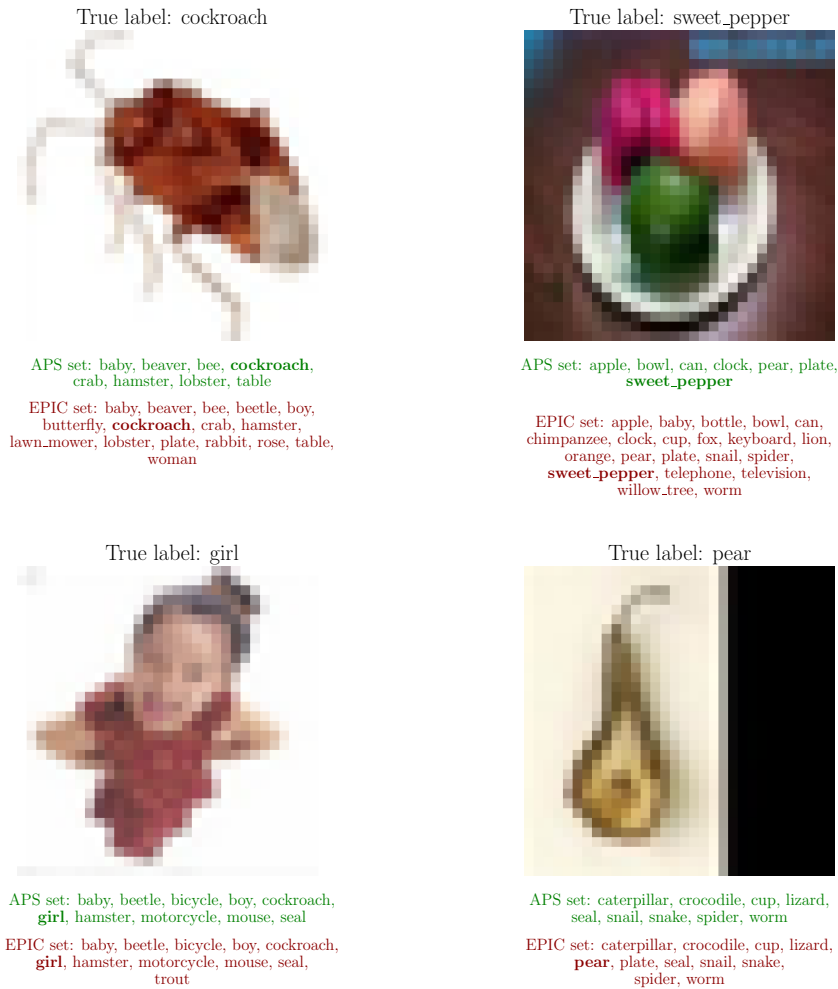 True label: cockroach
APS set: baby, beaver, bee, cockroach,
crab, hamster, lobster, table
EPIC set: baby, beaver, bee, beetle, boy,
butterfly, cockroach, crab, hamster,
lawn_mower, lobster, plate, rabbit, rose, table,
woman
True label: sweet_pepper
APS set: apple, bowl, can, clock, pear, plate,
sweet_pepper
EPIC set: apple, baby, bottle, bowl, can,
chimpanzee, clock, cup, fox, keyboard, lion,
orange, pear, plate, snail, spider,
sweet_pepper, telephone, television,
willow_tree, worm
True label: girl
APS set: baby, beetle, bicycle, boy, cockroach,
girl, hamster, motorcycle, mouse, seal
EPIC set: baby, beetle, bicycle, boy, cockroach,
girl, hamster, motorcycle, mouse, seal,
trout
True label: pear
APS set: caterpillar, crocodile, cup, lizard,
seal, snail, snake, spider, worm
EPIC set: caterpillar, crocodile, cup, lizard,
pear, plate, seal, snail, snake,
spider, worm